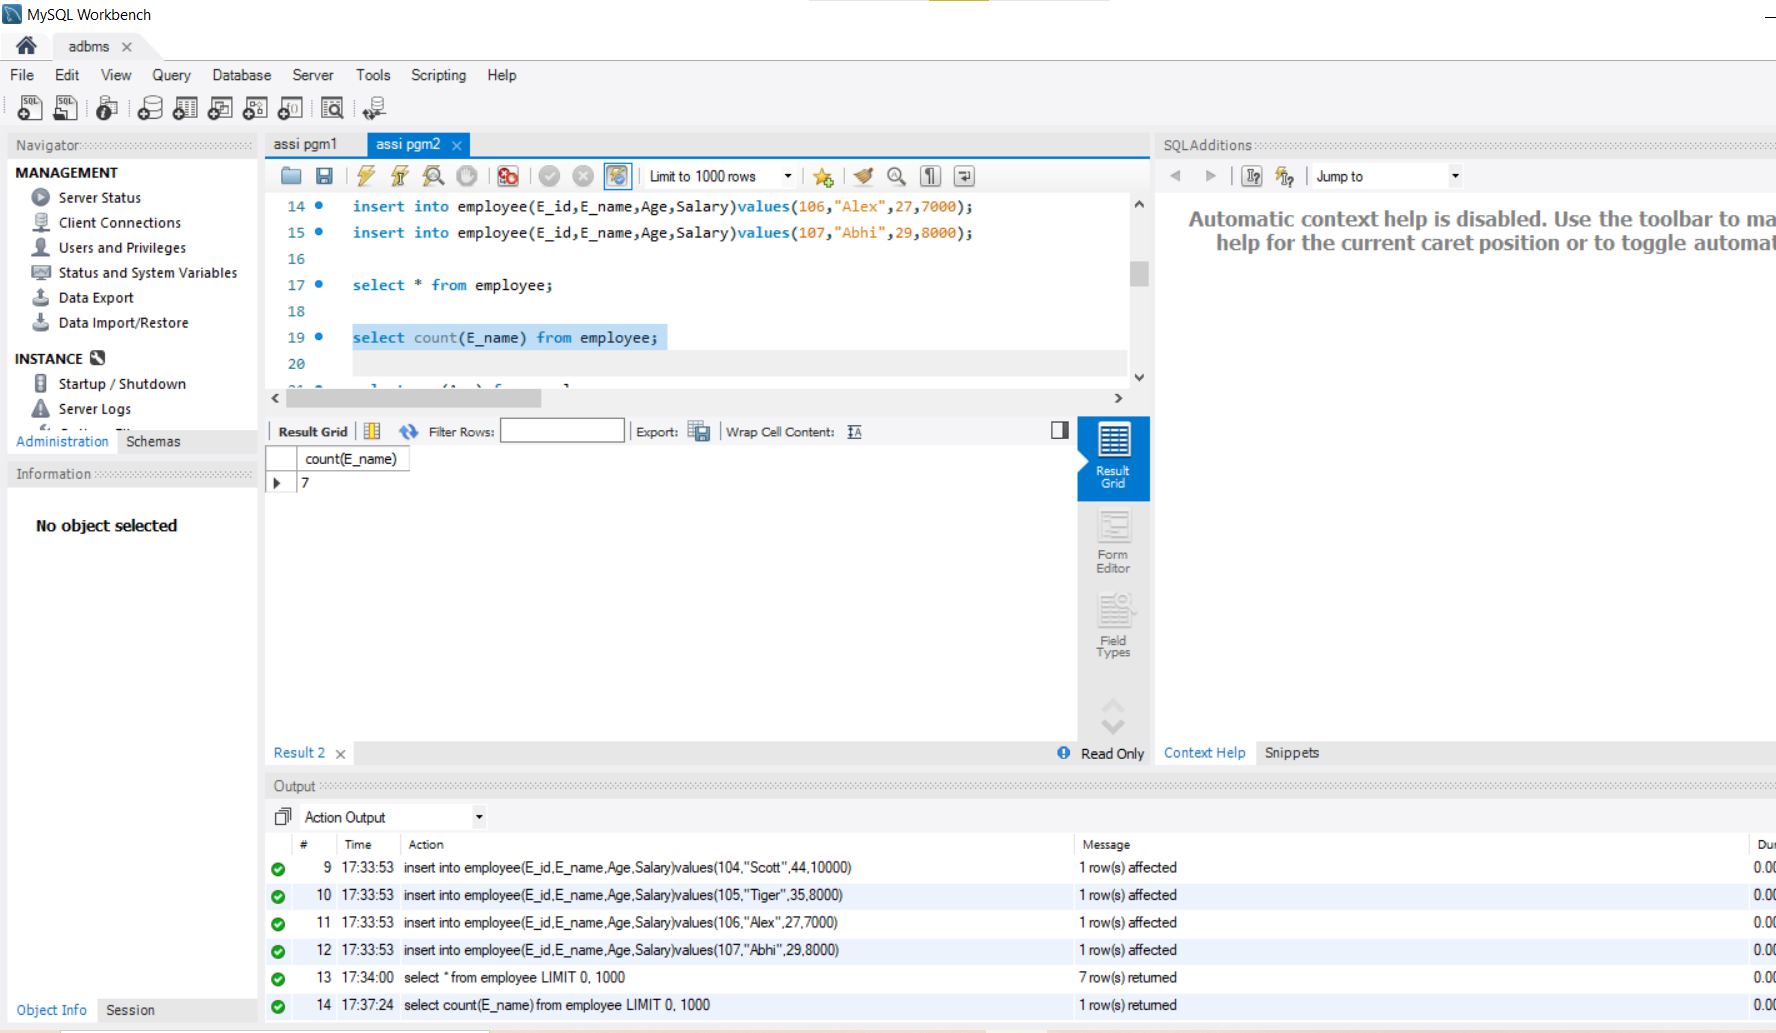 MySQL Workbench
adbms
File Edit View Query Database Server Tools Scripting Help
Navigator
MANAGEMENT
Server Status
Client Connections
Users and Privileges
Status and System Variables
Data Export
Data Import/Restore
INSTANCE
Startup / Shutdown
Server Logs
Administration Schemas
Information
No object selected
Object Info Session
assi pgm1 assi pgm2
Limit to 1000 rows
14 insert into employee(E_id,E_name,Age,Salary)values(106,"Alex",27,7000);
15 insert into employee(E_id,E_name,Age,Salary)values(107,"Abhi",29,8000);
16
17 select * from employee;
18
19 select count(E_name) from employee;
20
Result Grid Filter Rows: Export: Wrap Cell Content:
count(E_name)
7
Result
Grid
Form
Editor
Field
Types
Result 2 Read Only
SQLAdditions
Jump to
Automatic context help is disabled. Use the toolbar to ma
help for the current caret position or to toggle automat
Context Help Snippets
Output
Action Output
# Time Action Message Dur
9 17:33:53 insert into employee(E_id,E_name,Age,Salary)values(104,"Scott",44,10000) 1 row(s) affected 0.00
10 17:33:53 insert into employee(E_id,E_name,Age,Salary)values(105,"Tiger",35,8000) 1 row(s) affected 0.00
11 17:33:53 insert into employee(E_id,E_name,Age,Salary)values(106,"Alex",27,7000) 1 row(s) affected 0.00
12 17:33:53 insert into employee(E_id,E_name,Age,Salary)values(107,"Abhi",29,8000) 1 row(s) affected 0.00
13 17:34:00 select * from employee LIMIT 0, 1000 7 row(s) returned 0.00
14 17:37:24 select count(E_name) from employee LIMIT 0, 1000 1 row(s) returned 0.00